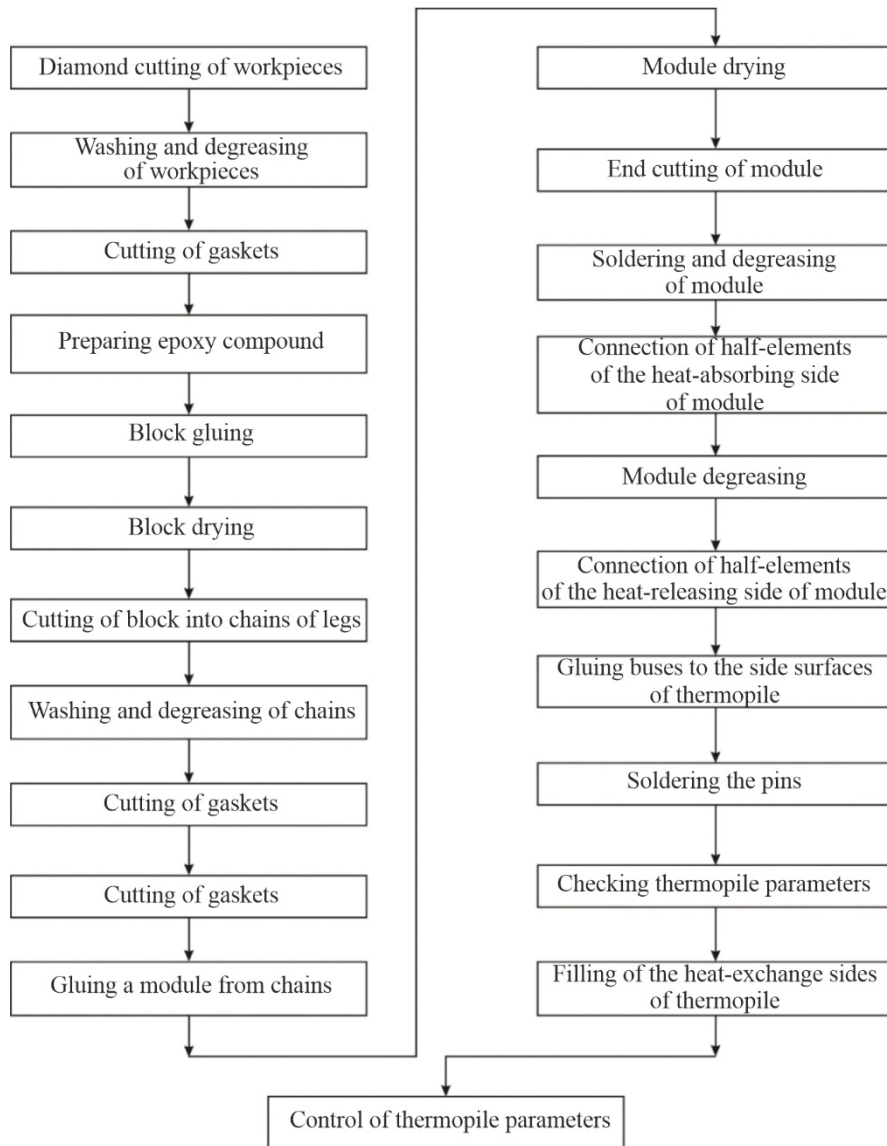 Diamond cutting of workpieces
Washing and degreasing
of workpieces
Cutting of gaskets
Preparing epoxy compound
Block gluing
Block drying
Cutting of block into chains of legs
Washing and degreasing of chains
Cutting of gaskets
Cutting of gaskets
Gluing a module from chains
Module drying
End cutting of module
Soldering and degreasing
of module
Connection of half-elements
of the heat-absorbing side
of module
Module degreasing
Connection of half-elements
of the heat-releasing side of module
Gluing buses to the side surfaces
of thermopile
Soldering the pins
Checking thermopile parameters
Filling of the heat-exchange sides
of thermopile
Control of thermopile parameters